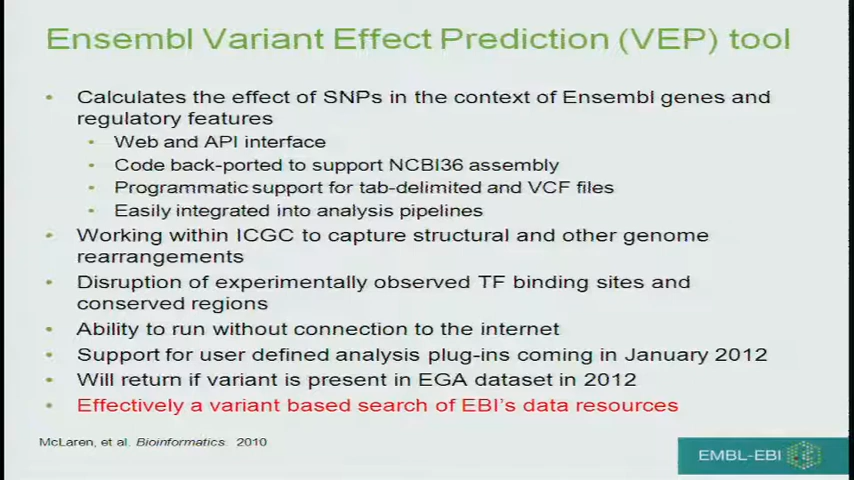 Ensembl Variant Effect Prediction (VEP) tool
• Calculates the effect of SNPs in the context of Ensembl genes and
regulatory features
• Web and API interface
• Code back-ported to support NCBI36 assembly
• Programmatic support for tab-delimited and VCF files
• Easily integrated into analysis pipelines
• Working within ICGC to capture structural and other genome
rearrangements
• Disruption of experimentally observed TF binding sites and
conserved regions
• Ability to run without connection to the internet
• Support for user defined analysis plug-ins coming in January 2012
• Will return if variant is present in EGA dataset in 2012
• Effectively a variant based search of EBI's data resources
McLaren, et al. Bioinformatics. 2010
EMBL-EBI